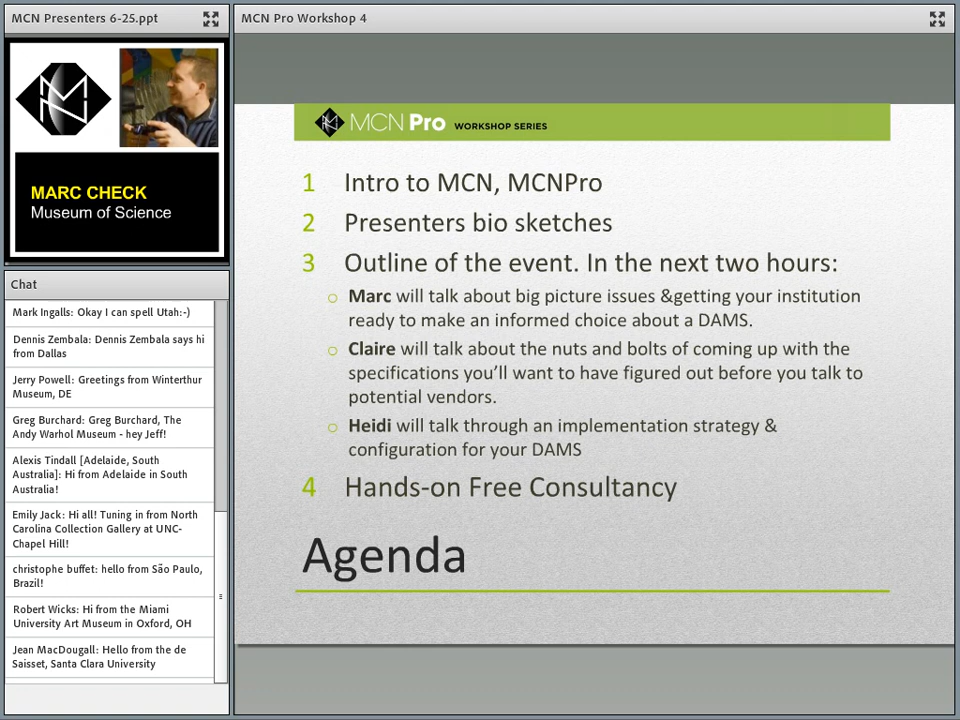 MCN Presenters 6-25.ppt
MARC CHECK
Museum of Science
Chat
Mark Ingalls: Okay I can spell Utah:-)
Dennis Zembala: Dennis Zembala says hi
from Dallas
Jerry Powell: Greetings from Winterthur
Museum, DE
Greg Burchard: Greg Burchard, The
Andy Warhol Museum - hey Jeff!
Alexis Tindall [Adelaide, South
Australia]: Hi from Adelaide in South
Australia!
Emily Jack: Hi all! Tuning in from North
Carolina Collection Gallery at UNC-
Chapel Hill!
christophe buffet: hello from São Paulo,
Brazil!
Robert Wicks: Hi from the Miami
University Art Museum in Oxford, OH
Jean MacDougall: Hello from the de
Saisset, Santa Clara University
MCN Pro Workshop 4
MCN Pro WORKSHOP SERIES
1 Intro to MCN, MCNPro
2 Presenters bio sketches
3 Outline of the event. In the next two hours:
o Marc will talk about big picture issues &getting your institution
ready to make an informed choice about a DAMS.
o Claire will talk about the nuts and bolts of coming up with the
specifications you’ll want to have figured out before you talk to
potential vendors.
o Heidi will talk through an implementation strategy &
configuration for your DAMS
4 Hands-on Free Consultancy
Agenda